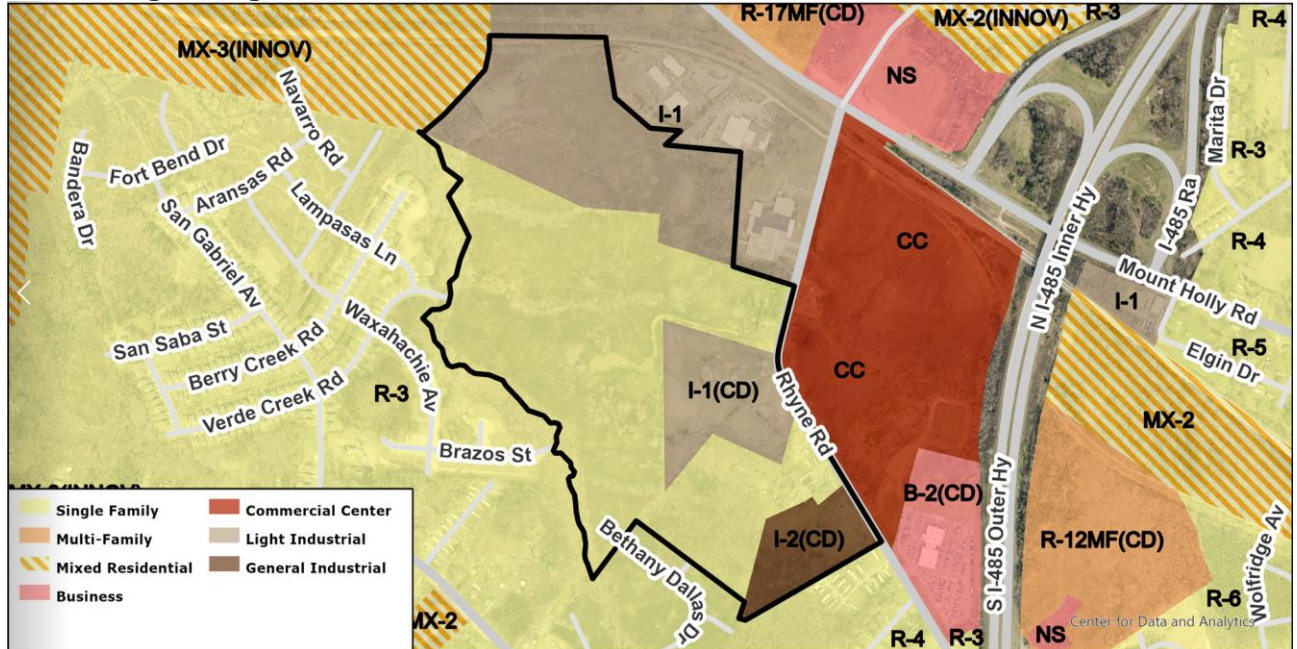 R-17MF(CD)
MX-2(INNOV)
R-3
R-4
MX-3(INNOV)
NS
I-1
Marita Dr
Navarro Rd
Fort Bend Dr
Bandera Dr
Aransas Rd
Lampasas Ln
San Gabriel Av
R-3
I-485 Ra
R-4
CC
N I-485 Inner Hy
Mount Holly Rd
I-1
Waxahachie Av
San Saba St
Berry Creek Rd
Verde Creek Rd
R-3
I-1(CD)
CC
Rhyne Rd
Elgin Dr
R-5
MX-2
Brazos St
B-2(CD)
S I-485 Outer Hy
R-12MF(CD)
I-2(CD)
Bethany Dallas Dr
Wolfridge Av
R-6
Single Family
Commercial Center
Multi-Family
Light Industrial
Mixed Residential
General Industrial
Business
MX-2
R-4
R-3
NS
Center for Data and Analytics